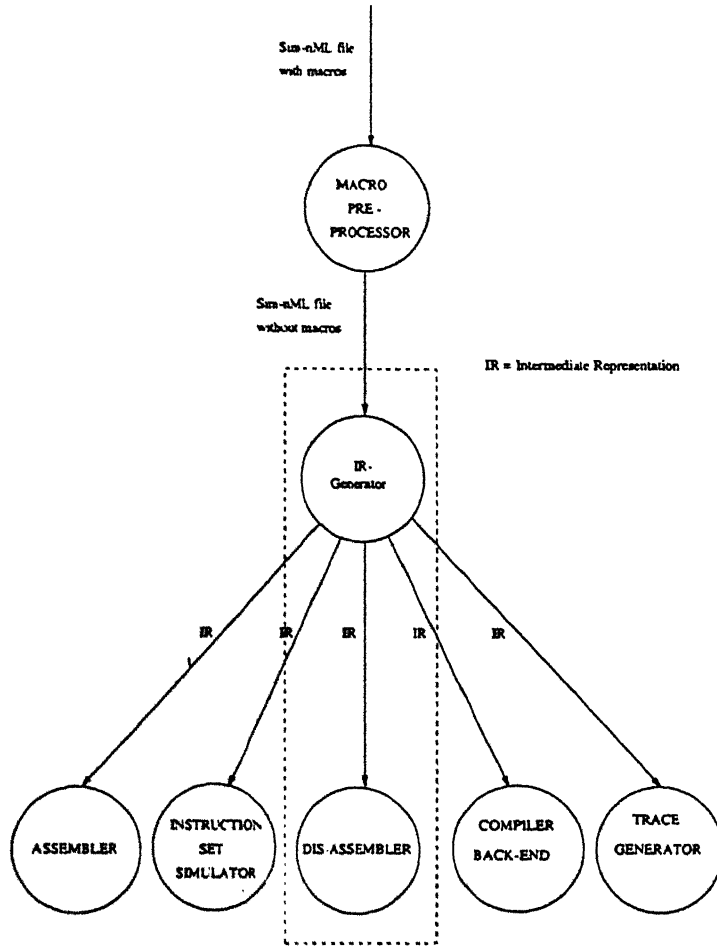 Sim-nML file
with macros
MACRO
PRE -
PROCESSOR
Sim-nML file
without macros
IR = Intermediate Representation
IR-
Generator
IR
IR
IR
IR
IR
ASSEMBLER
INSTRUCTION
SET
SIMULATOR
DIS-ASSEMBLER
COMPILER
BACK-END
TRACE
GENERATOR